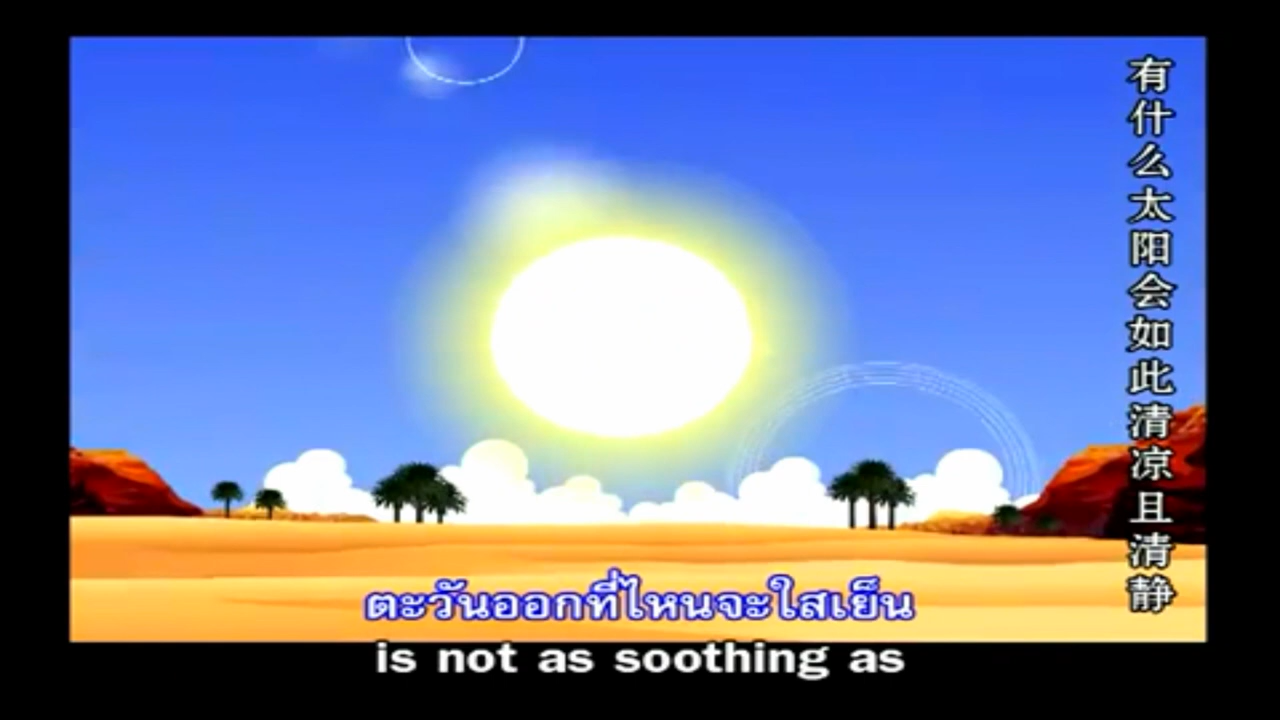 有什么太阳会如此清凉且清静
ตะวันออกที่ไหนจะใสเย็น
is not as soothing as